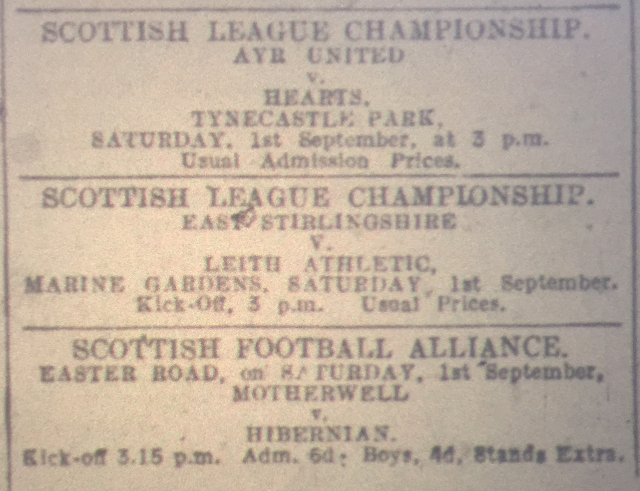 SCOTTISH LEAGUE CHAMPIONSHIP.
AYR UNITED
v.
HEARTS,
TYNECASTLE PARK,
SATURDAY, 1st September, at 3 p.m.
Usual Admission Prices.
SCOTTISH LEAGUE CHAMPIONSHIP.
EAST STIRLINGSHIRE
V.
LEITH ATHLETIC,
MARINE GARDENS, SATURDAY, 1st September.
Kick-Off, 3 p.m. Usual Prices.
SCOTTISH FOOTBALL ALLIANCE.
EASTER ROAD, on SATURDAY, 1st September,
MOTHERWELL
v.
HIBERNIAN.
Kick-off 3.15 p.m. Adm. 6d; Boys, 4d, Stands Extra.